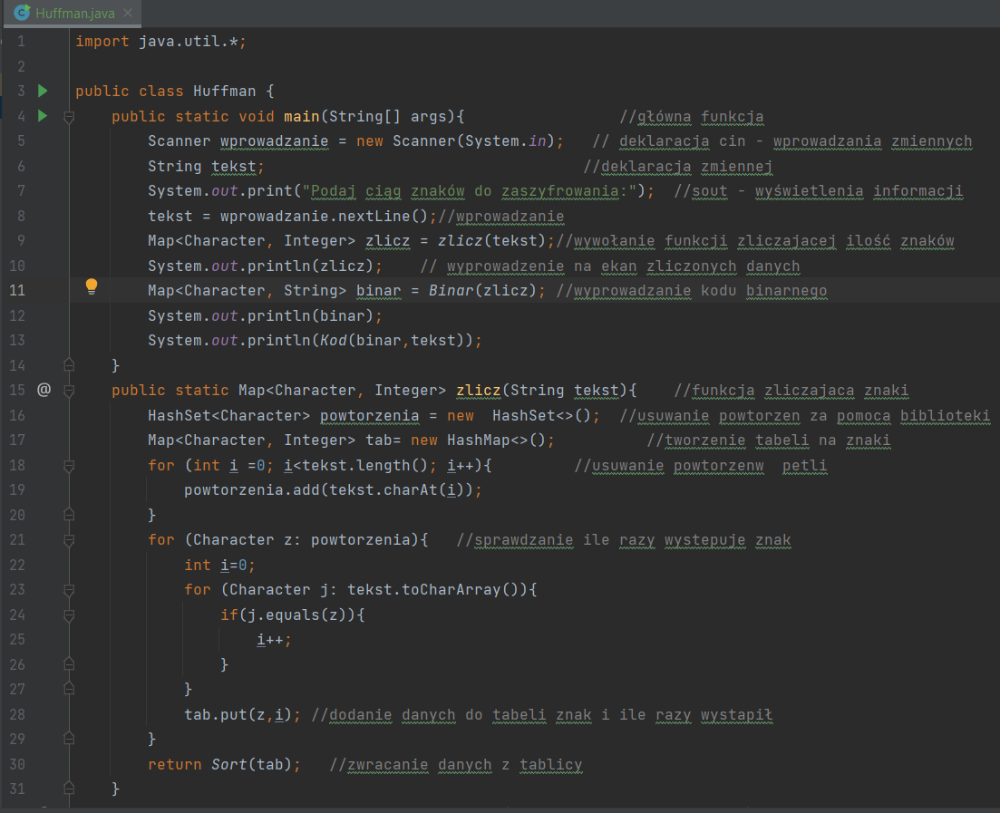 Huffman.java
1 import java.util.*;
2
3 public class Huffman {
4 public static void main(String[] args){ //główna funkcja
5 Scanner wprowadzanie = new Scanner(System.in); // deklaracja cin - wprowadzania zmiennych
6 String tekst; //deklaracja zmiennej
7 System.out.print("Podaj ciąg znaków do zaszyfrowania:"); //sout - wyświetlenia informacji
8 tekst = wprowadzanie.nextLine();//wprowadzanie
9 Map<Character, Integer> zlicz = zlicz(tekst);//wywołanie funkcji zliczajacej ilość znaków
10 System.out.println(zlicz); // wyprowadzenie na ekan zliczonych danych
11 Map<Character, String> binar = Binar(zlicz); //wyprowadzanie kodu binarnego
12 System.out.println(binar);
13 System.out.println(Kod(binar,tekst));
14 }
15 @ public static Map<Character, Integer> zlicz(String tekst){ //funkcja zliczajaca znaki
16 HashSet<Character> powtorzenia = new HashSet<>(); //usuwanie powtorzen za pomoca biblioteki
17 Map<Character, Integer> tab= new HashMap<>(); //tworzenie tabeli na znaki
18 for (int i =0; i<tekst.length(); i++){ //usuwanie powtorzenw petli
19 powtorzenia.add(tekst.charAt(i));
20 }
21 for (Character z: powtorzenia){ //sprawdzanie ile razy wystepuje znak
22 int i=0;
23 for (Character j: tekst.toCharArray()){
24 if(j.equals(z)){
25 i++;
26 }
27 }
28 tab.put(z,i); //dodanie danych do tabeli znak i ile razy wystapił
29 }
30 return Sort(tab); //zwracanie danych z tablicy
31 }